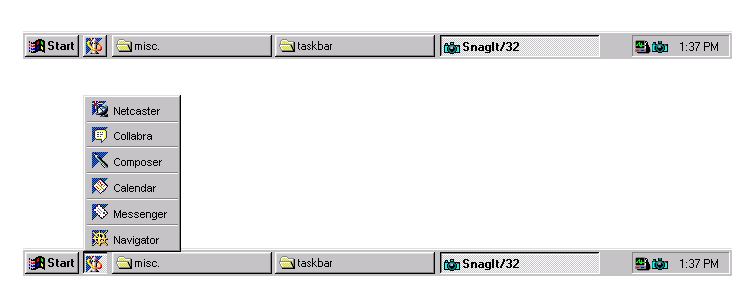 Start misc. taskbar SnagIt/32 1:37 PM
Netcaster
Collabra
Composer
Calendar
Messenger
Navigator
Start misc. taskbar SnagIt/32 1:37 PM